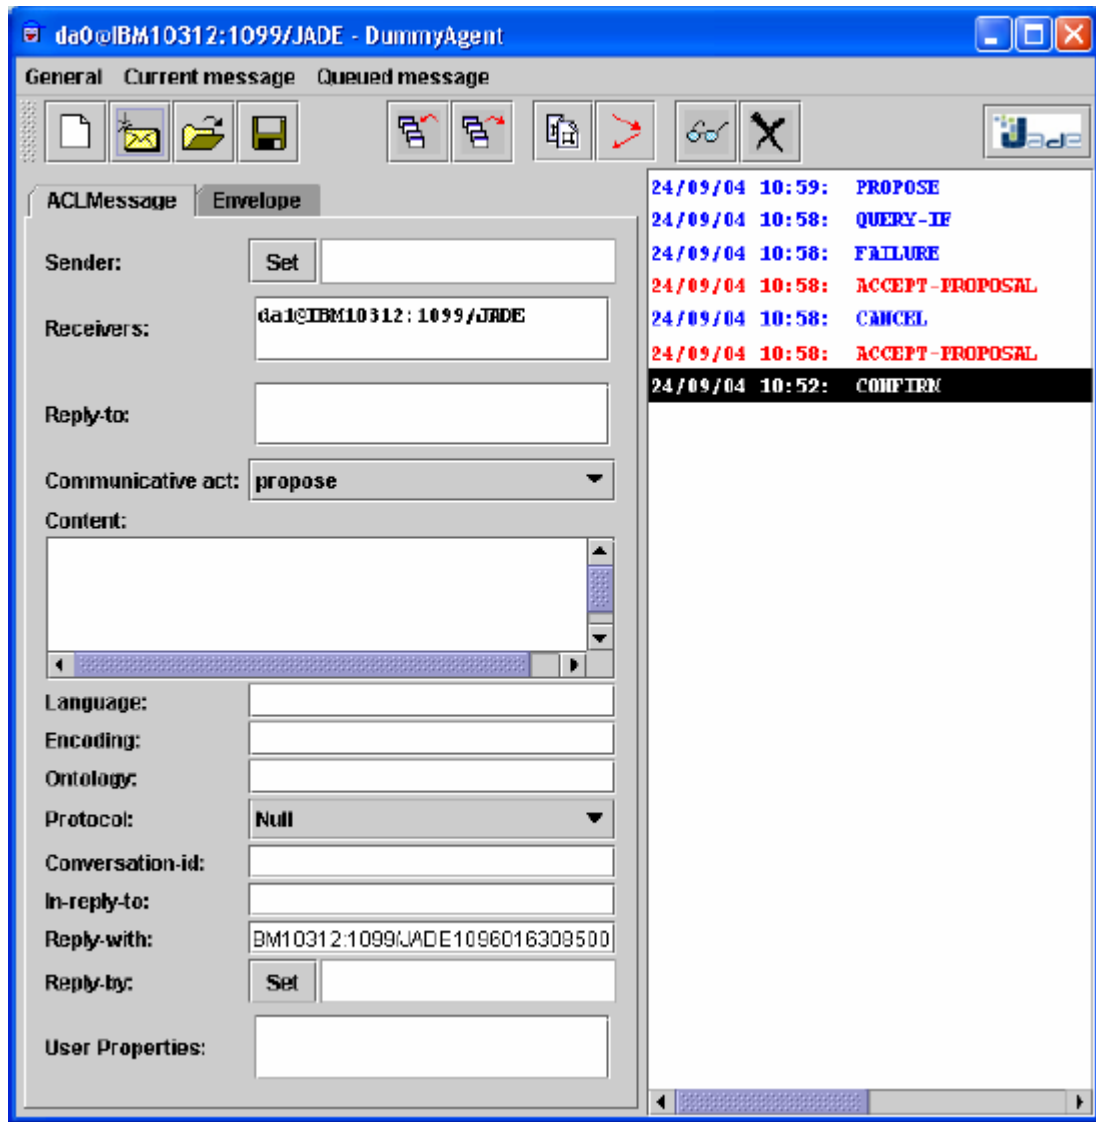 da0@IBM10312:1099/JADE - DummyAgent
General Current message Queued message
Jade
ACLMessage Envelope
Sender: Set
Receivers: da1@IBM10312:1099/JADE
Reply-to:
Communicative act: propose
Content:
Language:
Encoding:
Ontology:
Protocol: Null
Conversation-id:
In-reply-to:
Reply-with: BM10312:1099/JADE1096016308500
Reply-by: Set
User Properties:
24/09/04 10:59: PROPOSE
24/09/04 10:58: QUERY-IF
24/09/04 10:58: FAILURE
24/09/04 10:58: ACCEPT-PROPOSAL
24/09/04 10:58: CANCEL
24/09/04 10:58: ACCEPT-PROPOSAL
24/09/04 10:52: CONFIRM